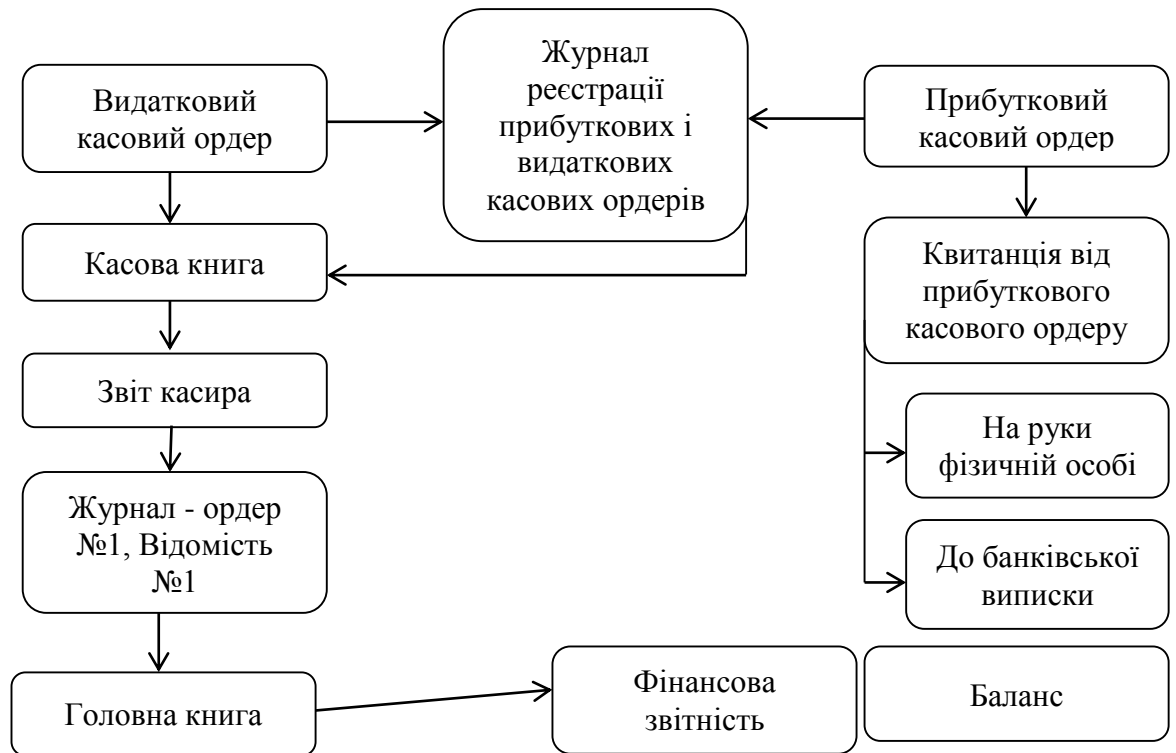 Видатковий
касовий ордер
Журнал
реєстрації
прибуткових і
видаткових
касових ордерів
Прибутковий
касовий ордер
Касова книга
Квитанція від
прибуткового
касового ордеру
Звіт касира
На руки
фізичній особі
Журнал - ордер
№1, Відомість
№1
До банківської
виписки
Головна книга
Фінансова
звітність
Баланс